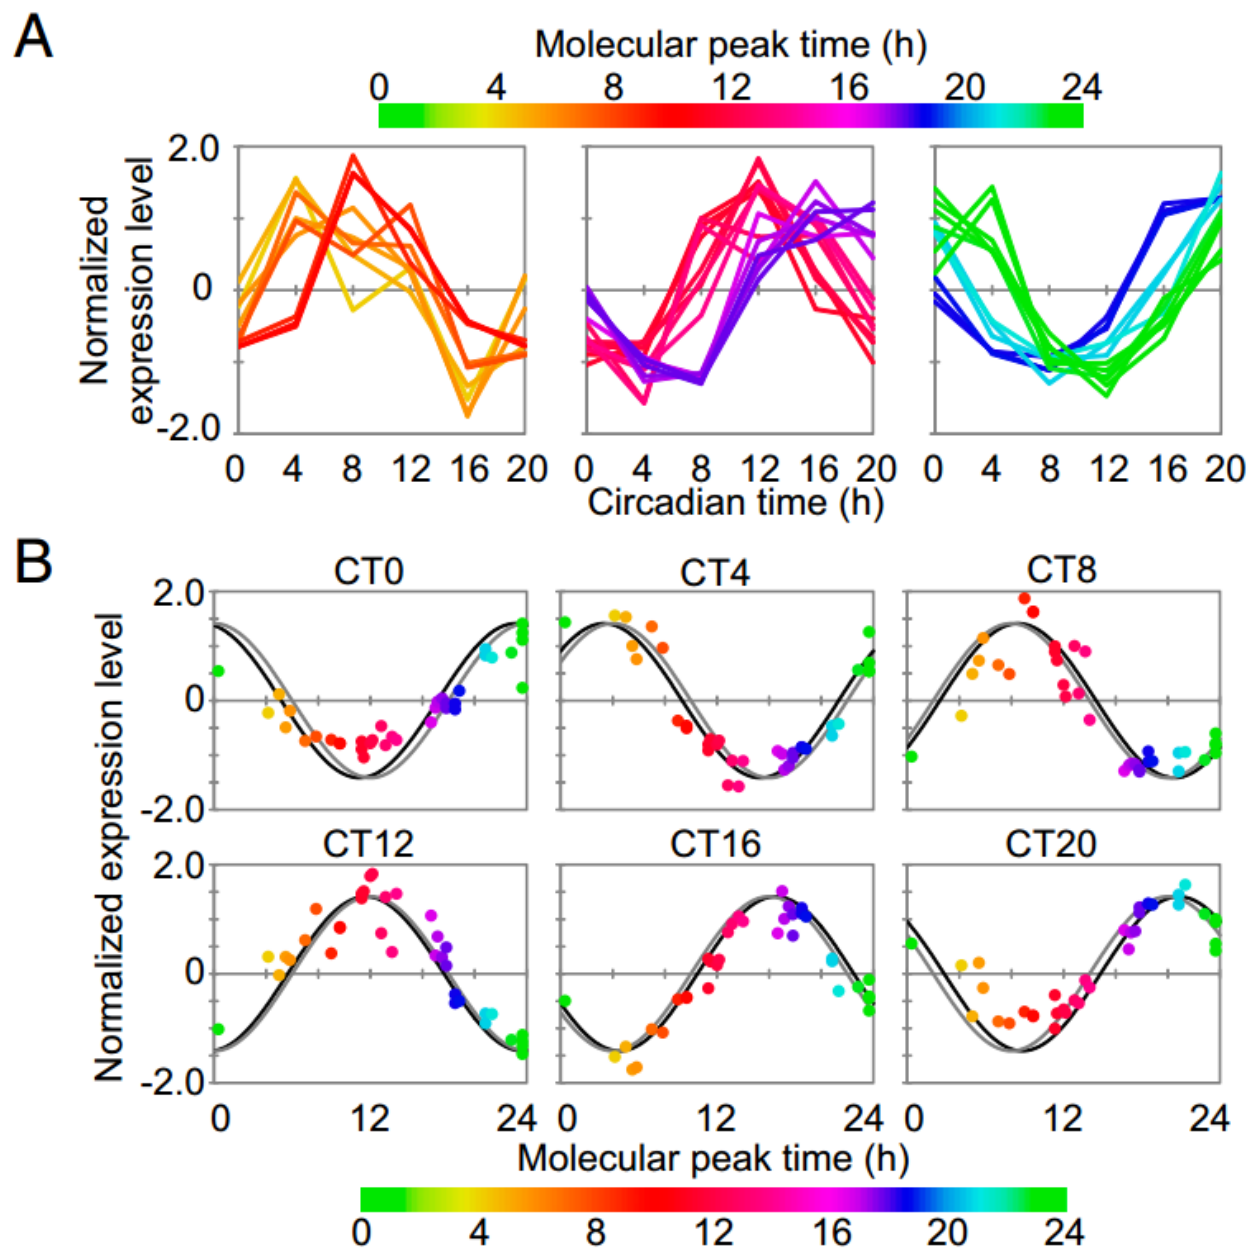 A
Molecular peak time (h)
0 4 8 12 16 20 24
Normalized
expression level
2.0
0
-2.0
0 4 8 12 16 20
0 4 8 12 16 20
0 4 8 12 16 20
Circadian time (h)
B
Normalized expression level
CT0 CT4 CT8
2.0
0
-2.0
CT12 CT16 CT20
2.0
0
-2.0
0 12 24
0 12 24
0 12 24
Molecular peak time (h)
0 4 8 12 16 20 24